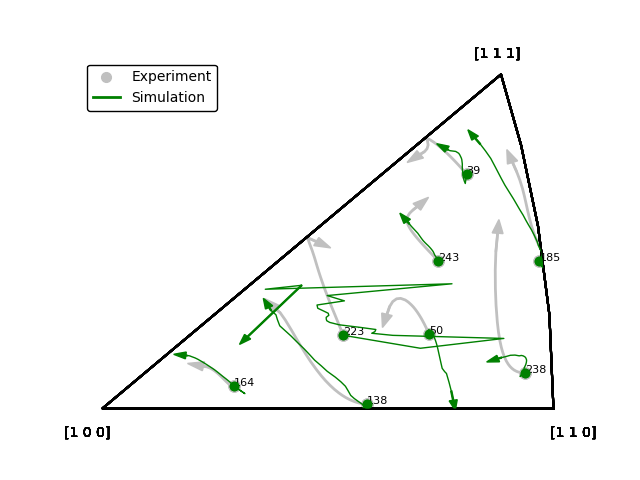 [1 1 1]
Experiment
Simulation
39
243
185
223
50
238
164
138
[1 0 0]
[1 1 0]